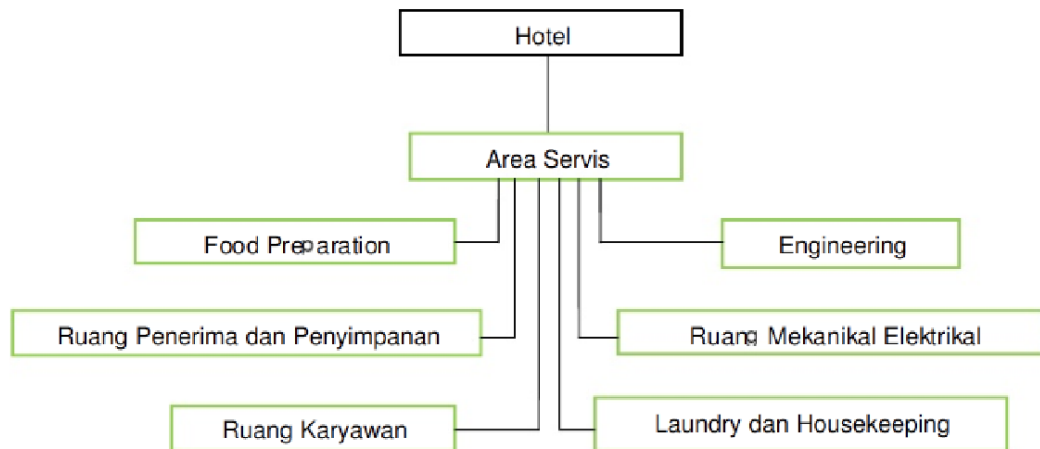 Hotel
Area Servis
Food Preparation
Engineering
Ruang Penerima dan Penyimpanan
Ruang Mekanikal Elektrikal
Ruang Karyawan
Laundry dan Housekeeping